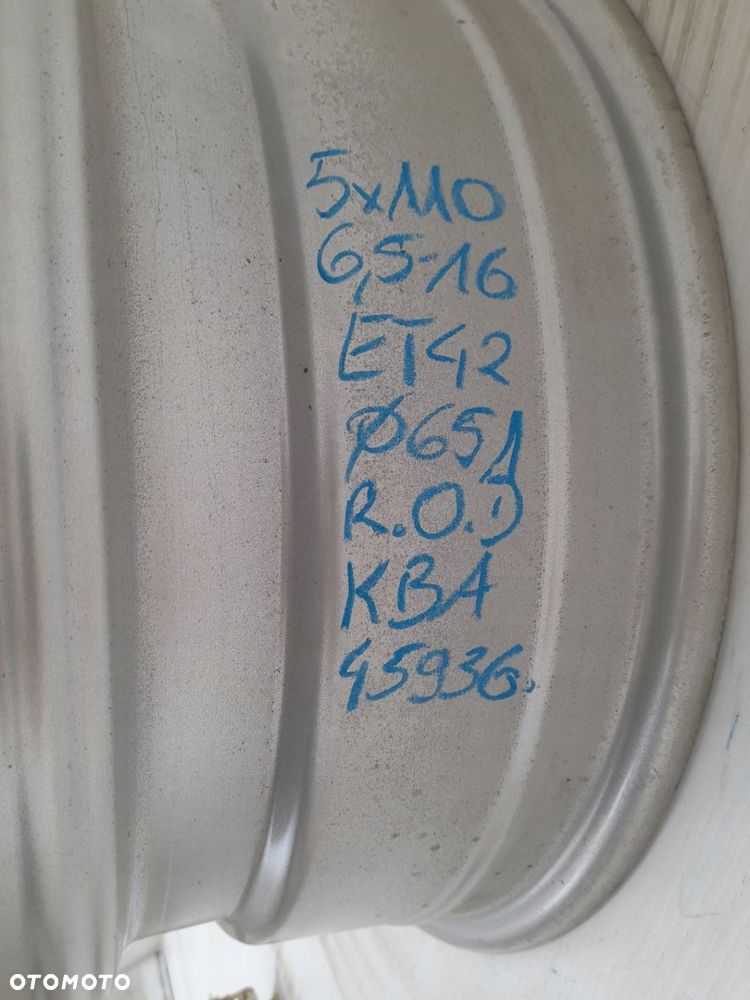 5x110
6,5-16
ET42
Ø65,1
R.O.D
KBA
45936.
OTOMOTO